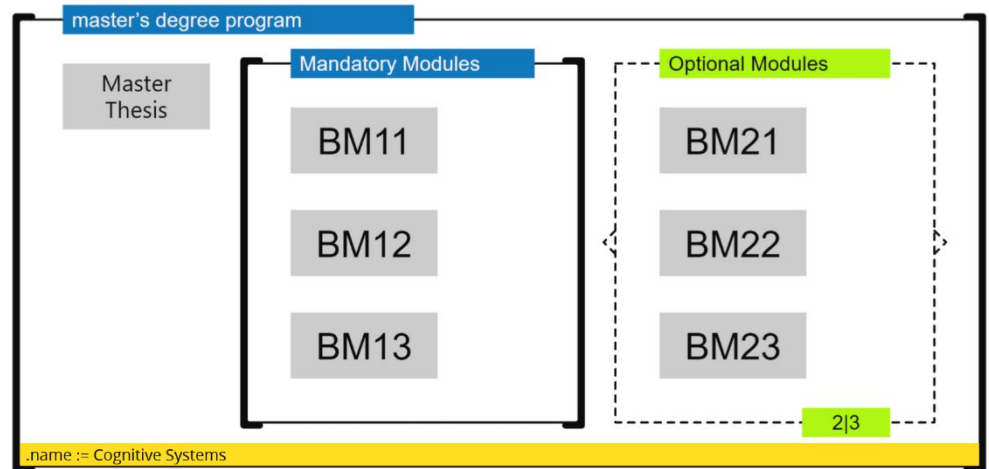 master’s degree program
Master
Thesis
Mandatory Modules
BM11
BM12
BM13
Optional Modules
BM21
BM22
BM23
2|3
.name := Cognitive Systems